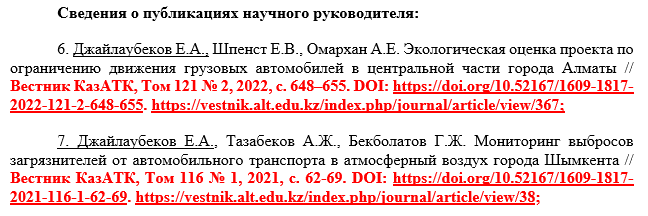 Сведения о публикациях научного руководителя:
6. Джайлаубеков Е.А., Шпенст Е.В., Омархан А.Е. Экологическая оценка проекта по
ограничению движения грузовых автомобилей в центральной части города Алматы //
Вестник КазАТК, Том 121 № 2, 2022, с. 648–655. DOI: https://doi.org/10.52167/1609-1817-
2022-121-2-648-655. https://vestnik.alt.edu.kz/index.php/journal/article/view/367;
7. Джайлаубеков Е.А., Тазабеков А.Ж., Бекболатов Г.Ж. Мониторинг выбросов
загрязнителей от автомобильного транспорта в атмосферный воздух города Шымкента //
Вестник КазАТК, Том 116 № 1, 2021, с. 62-69. DOI: https://doi.org/10.52167/1609-1817-
2021-116-1-62-69. https://vestnik.alt.edu.kz/index.php/journal/article/view/38;